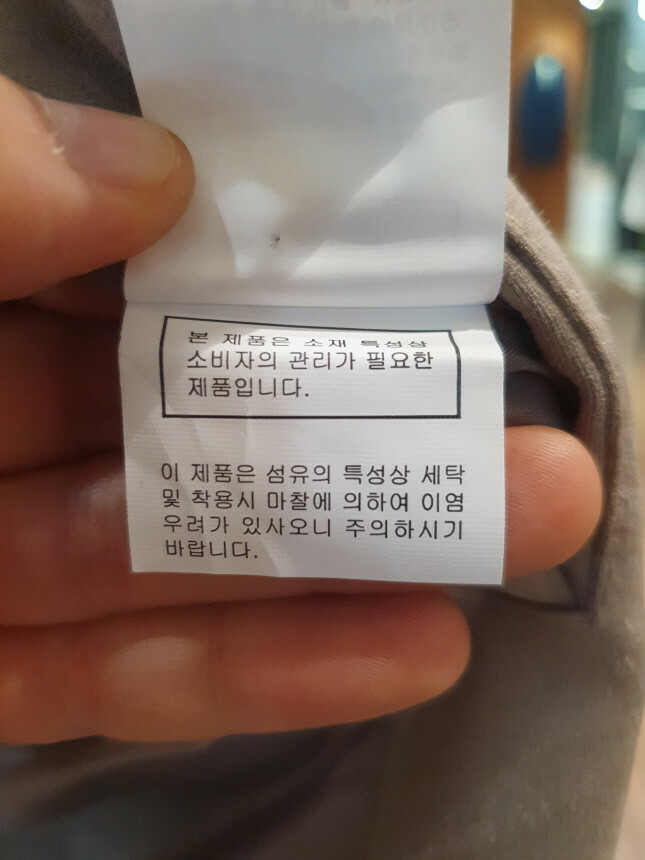 본 제품은 소재 특성상
소비자의 관리가 필요한
제품입니다.
이 제품은 섬유의 특성상 세탁
및 착용시 마찰에 의하여 이염
우려가 있사오니 주의하시기
바랍니다.